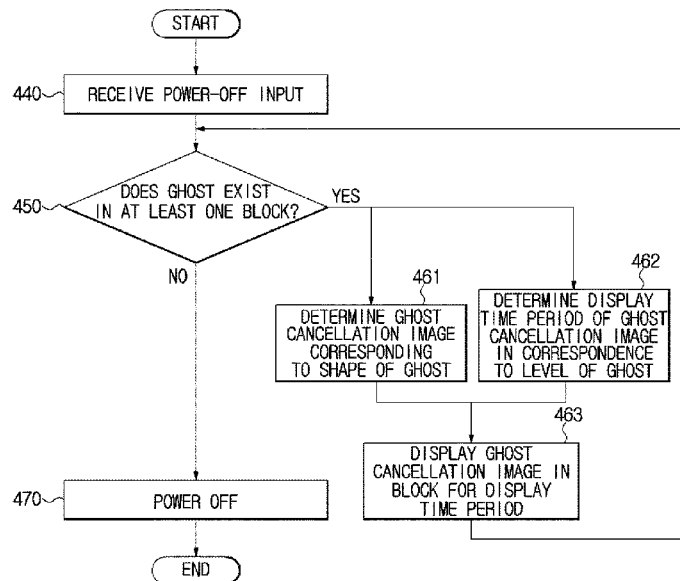 START
440
RECEIVE POWER-OFF INPUT
450
DOES GHOST EXIST
IN AT LEAST ONE BLOCK?
YES
NO
461
DETERMINE GHOST
CANCELLATION IMAGE
CORRESPONDING
TO SHAPE OF GHOST
462
DETERMINE DISPLAY
TIME PERIOD OF GHOST
CANCELLATION IMAGE
IN CORRESPONDENCE
TO LEVEL OF GHOST
463
DISPLAY GHOST
CANCELLATION IMAGE IN
BLOCK FOR DISPLAY
TIME PERIOD
470
POWER OFF
END